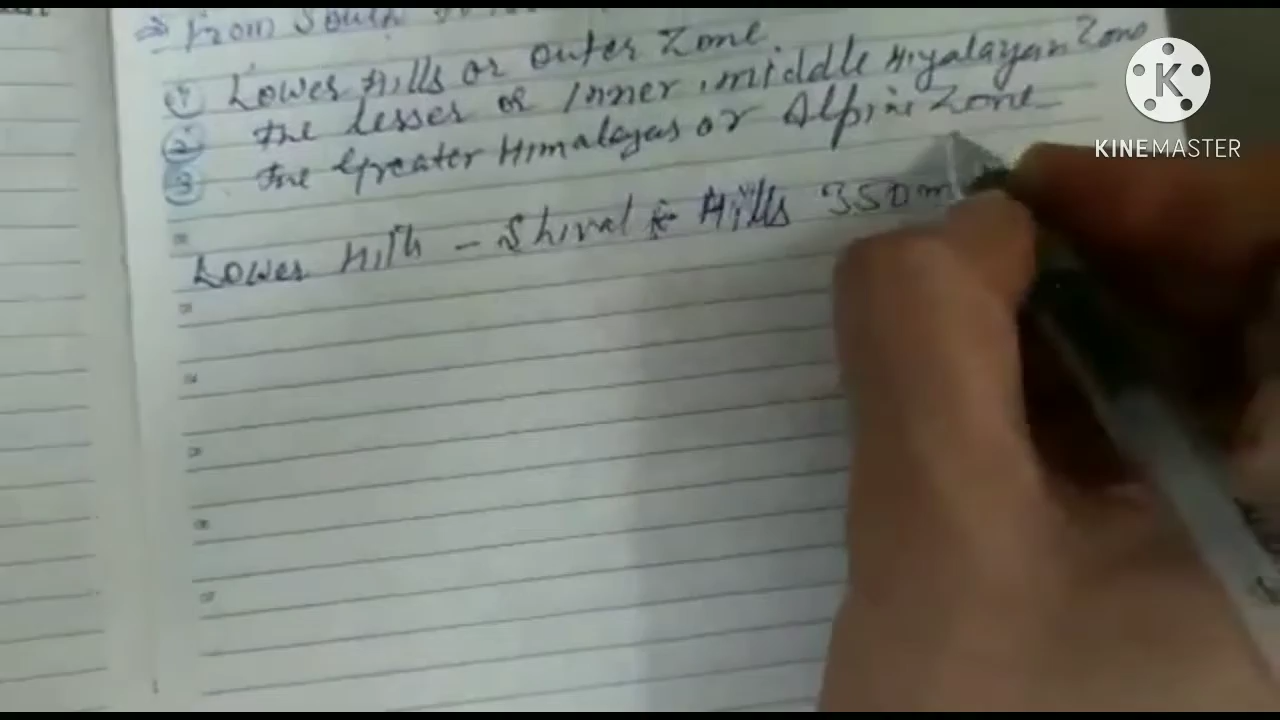 ⇒ From South
① Lower Hills or outer Zone
② The lesser or Inner, middle Himalayan Zone
③ The Greater Himalayas or Alpine Zone
Lower Hills - Shivalik Hills 350m
K
KINEMASTER